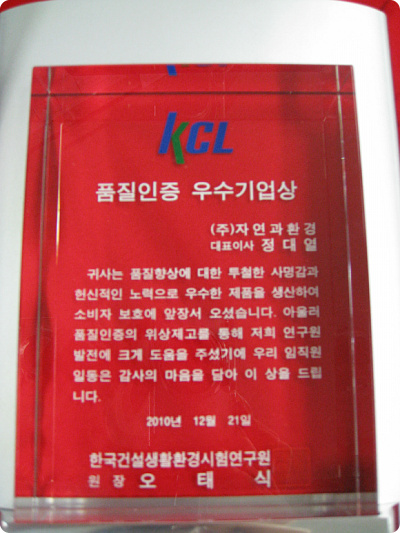 KCL
품질인증 우수기업상
(주)자연과환경
대표이사 정대열
귀사는 품질향상에 대한 투철한 사명감과
헌신적인 노력으로 우수한 제품을 생산하여
소비자 보호에 앞장서 오셨습니다. 아울러
품질인증의 위상제고를 통해 저희 연구원
발전에 크게 도움을 주셨기에 우리 임직원
일동은 감사의 마음을 담아 이 상을 드립
니다.
2010년 12월 21일
한국건설생활환경시험연구원
원장 오태식